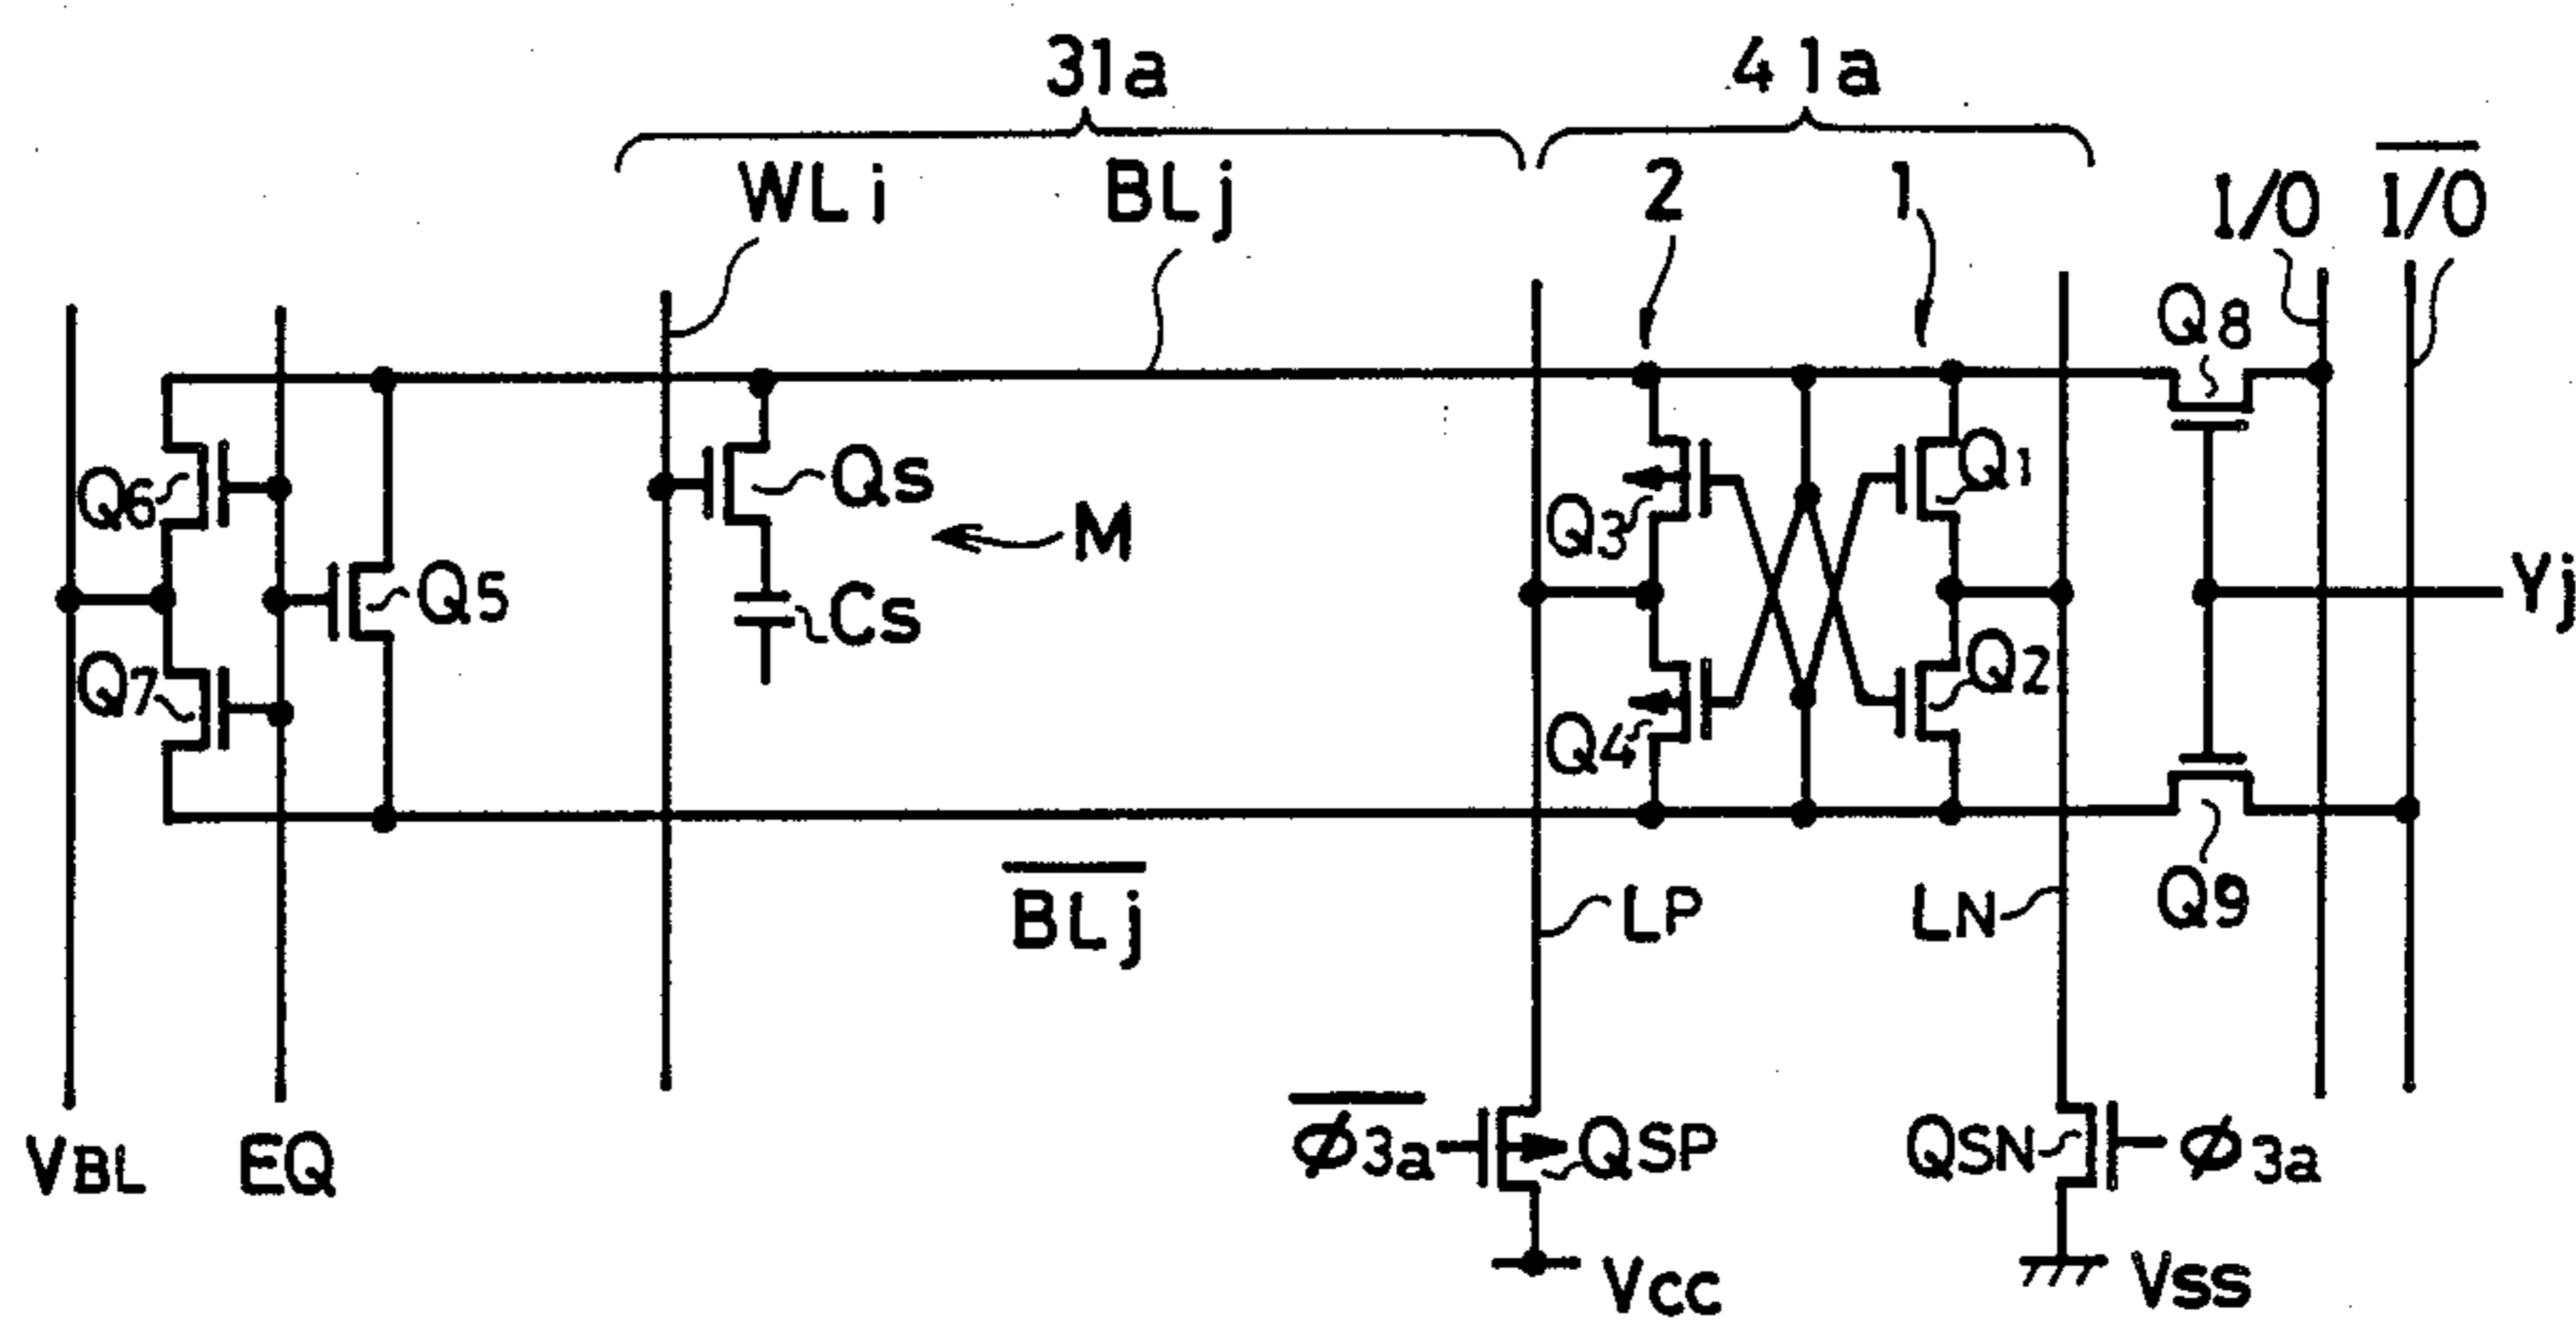 31a 41a
WLi BLj 2 1 I/O I/O
Q8
Q6 Qs Q3 Q1
M
Q5 Cs Yj
Q7 Q4 Q2
BLj LP LN Q9
VBL EQ φ3a QSP QSN φ3a
Vcc Vss